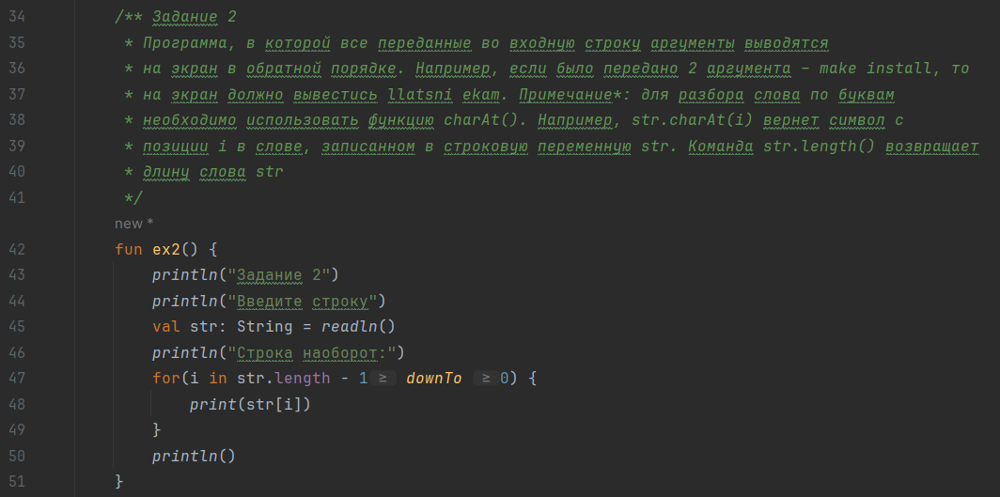 34 /** Задание 2
35 * Программа, в которой все переданные во входную строку аргументы выводятся
36 * на экран в обратной порядке. Например, если было передано 2 аргумента – make install, то
37 * на экран должно вывестись llatsni ekam. Примечание*: для разбора слова по буквам
38 * необходимо использовать функцию charAt(). Например, str.charAt(i) вернет символ с
39 * позиции i в слове, записанном в строковую переменную str. Команда str.length() возвращает
40 * длину слова str
41 */
new *
42 fun ex2() {
43 println("Задание 2")
44 println("Введите строку")
45 val str: String = readln()
46 println("Строка наоборот:")
47 for(i in str.length - 1 ≥ downTo ≥ 0) {
48 print(str[i])
49 }
50 println()
51 }